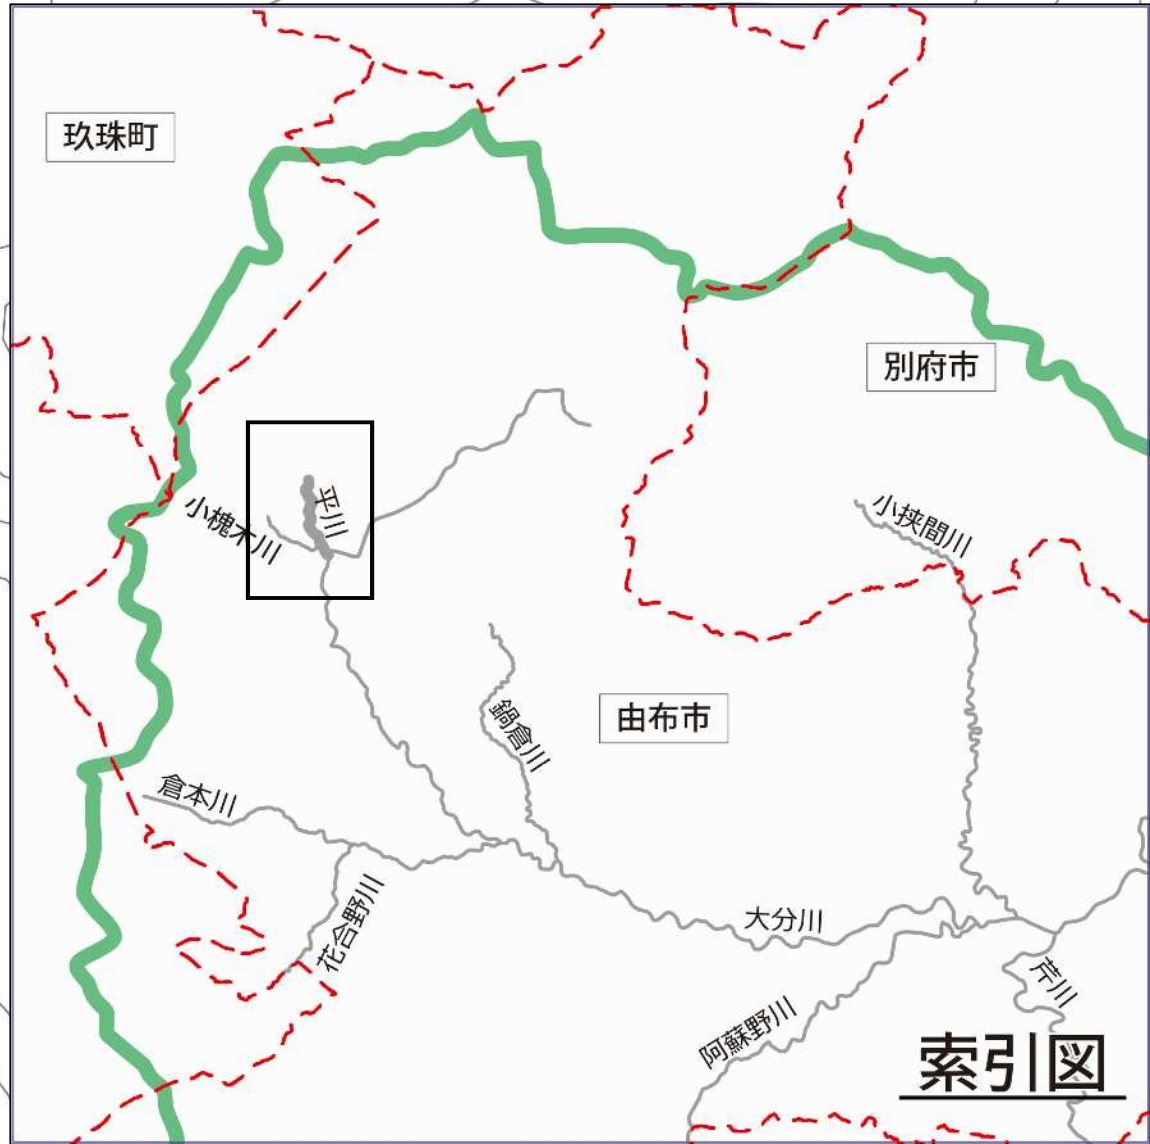 玖珠町
別府市
平川
小槐木川
小挟間川
鍋倉川
由布市
倉本川
花合野川
大分川
芹川
阿蘇野川
索引図